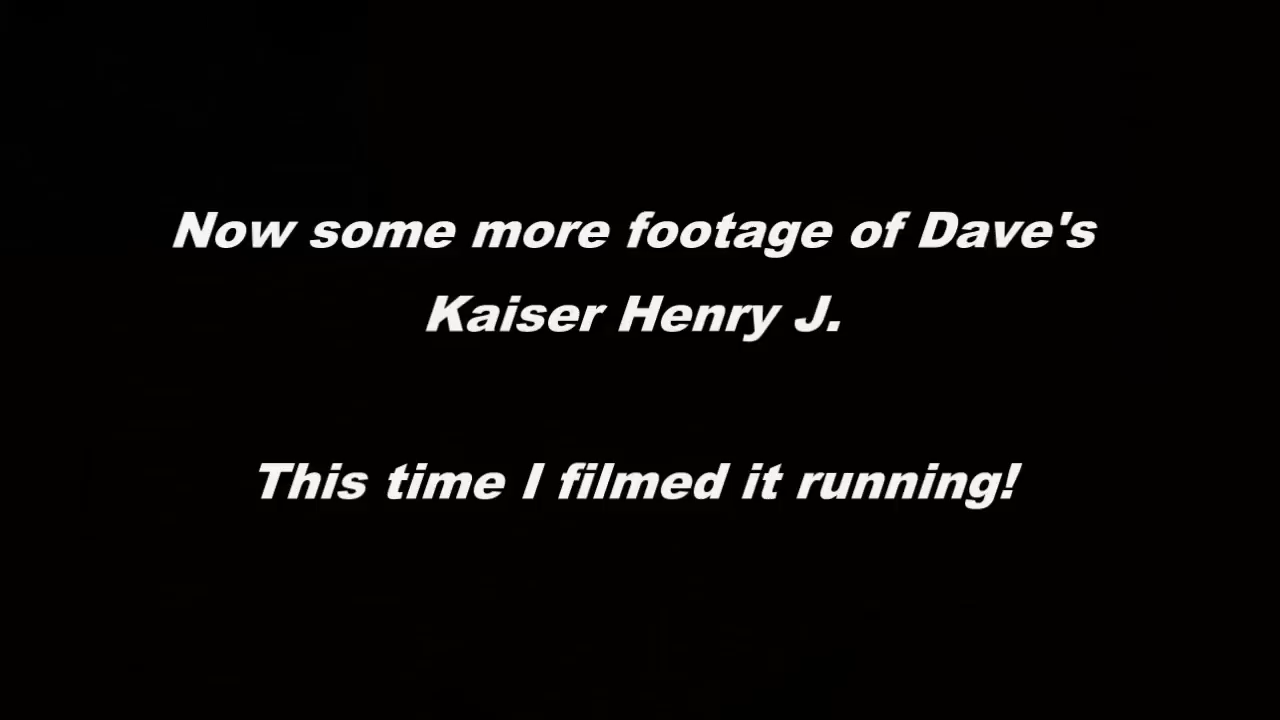 Now some more footage of Dave's
Kaiser Henry J.
This time I filmed it running!